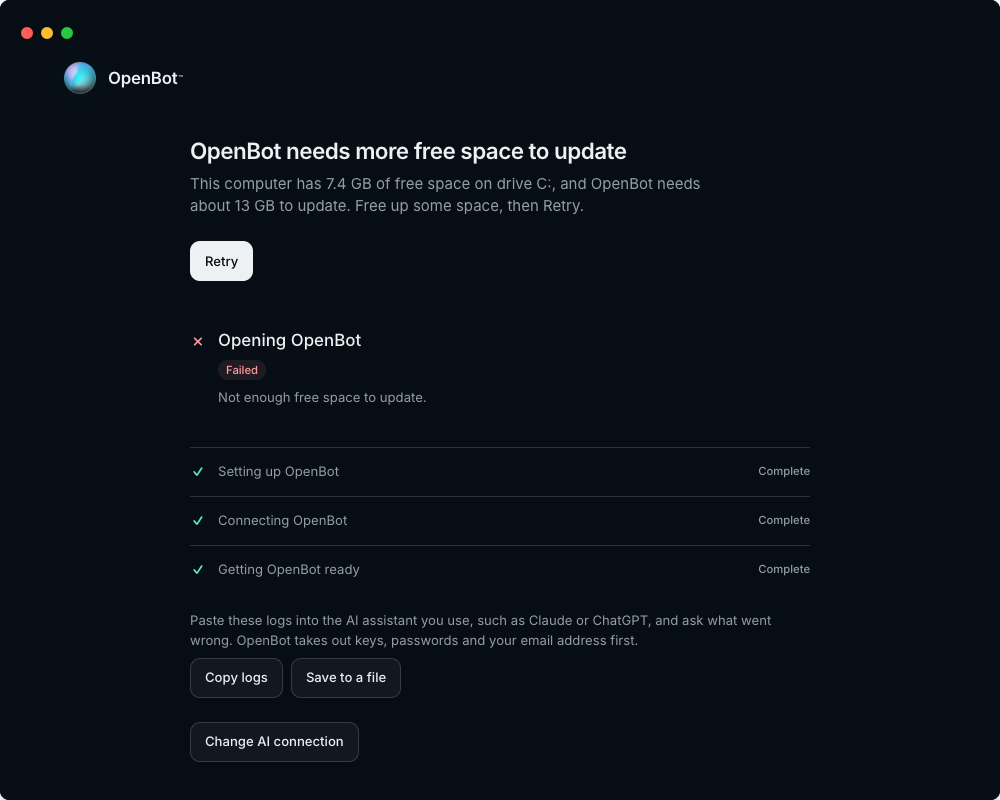 OpenBot™
OpenBot needs more free space to update
This computer has 7.4 GB of free space on drive C:, and OpenBot needs
about 13 GB to update. Free up some space, then Retry.
Retry
Opening OpenBot
Failed
Not enough free space to update.
Setting up OpenBot Complete
Connecting OpenBot Complete
Getting OpenBot ready Complete
Paste these logs into the AI assistant you use, such as Claude or ChatGPT, and ask what went
wrong. OpenBot takes out keys, passwords and your email address first.
Copy logs Save to a file
Change AI connection